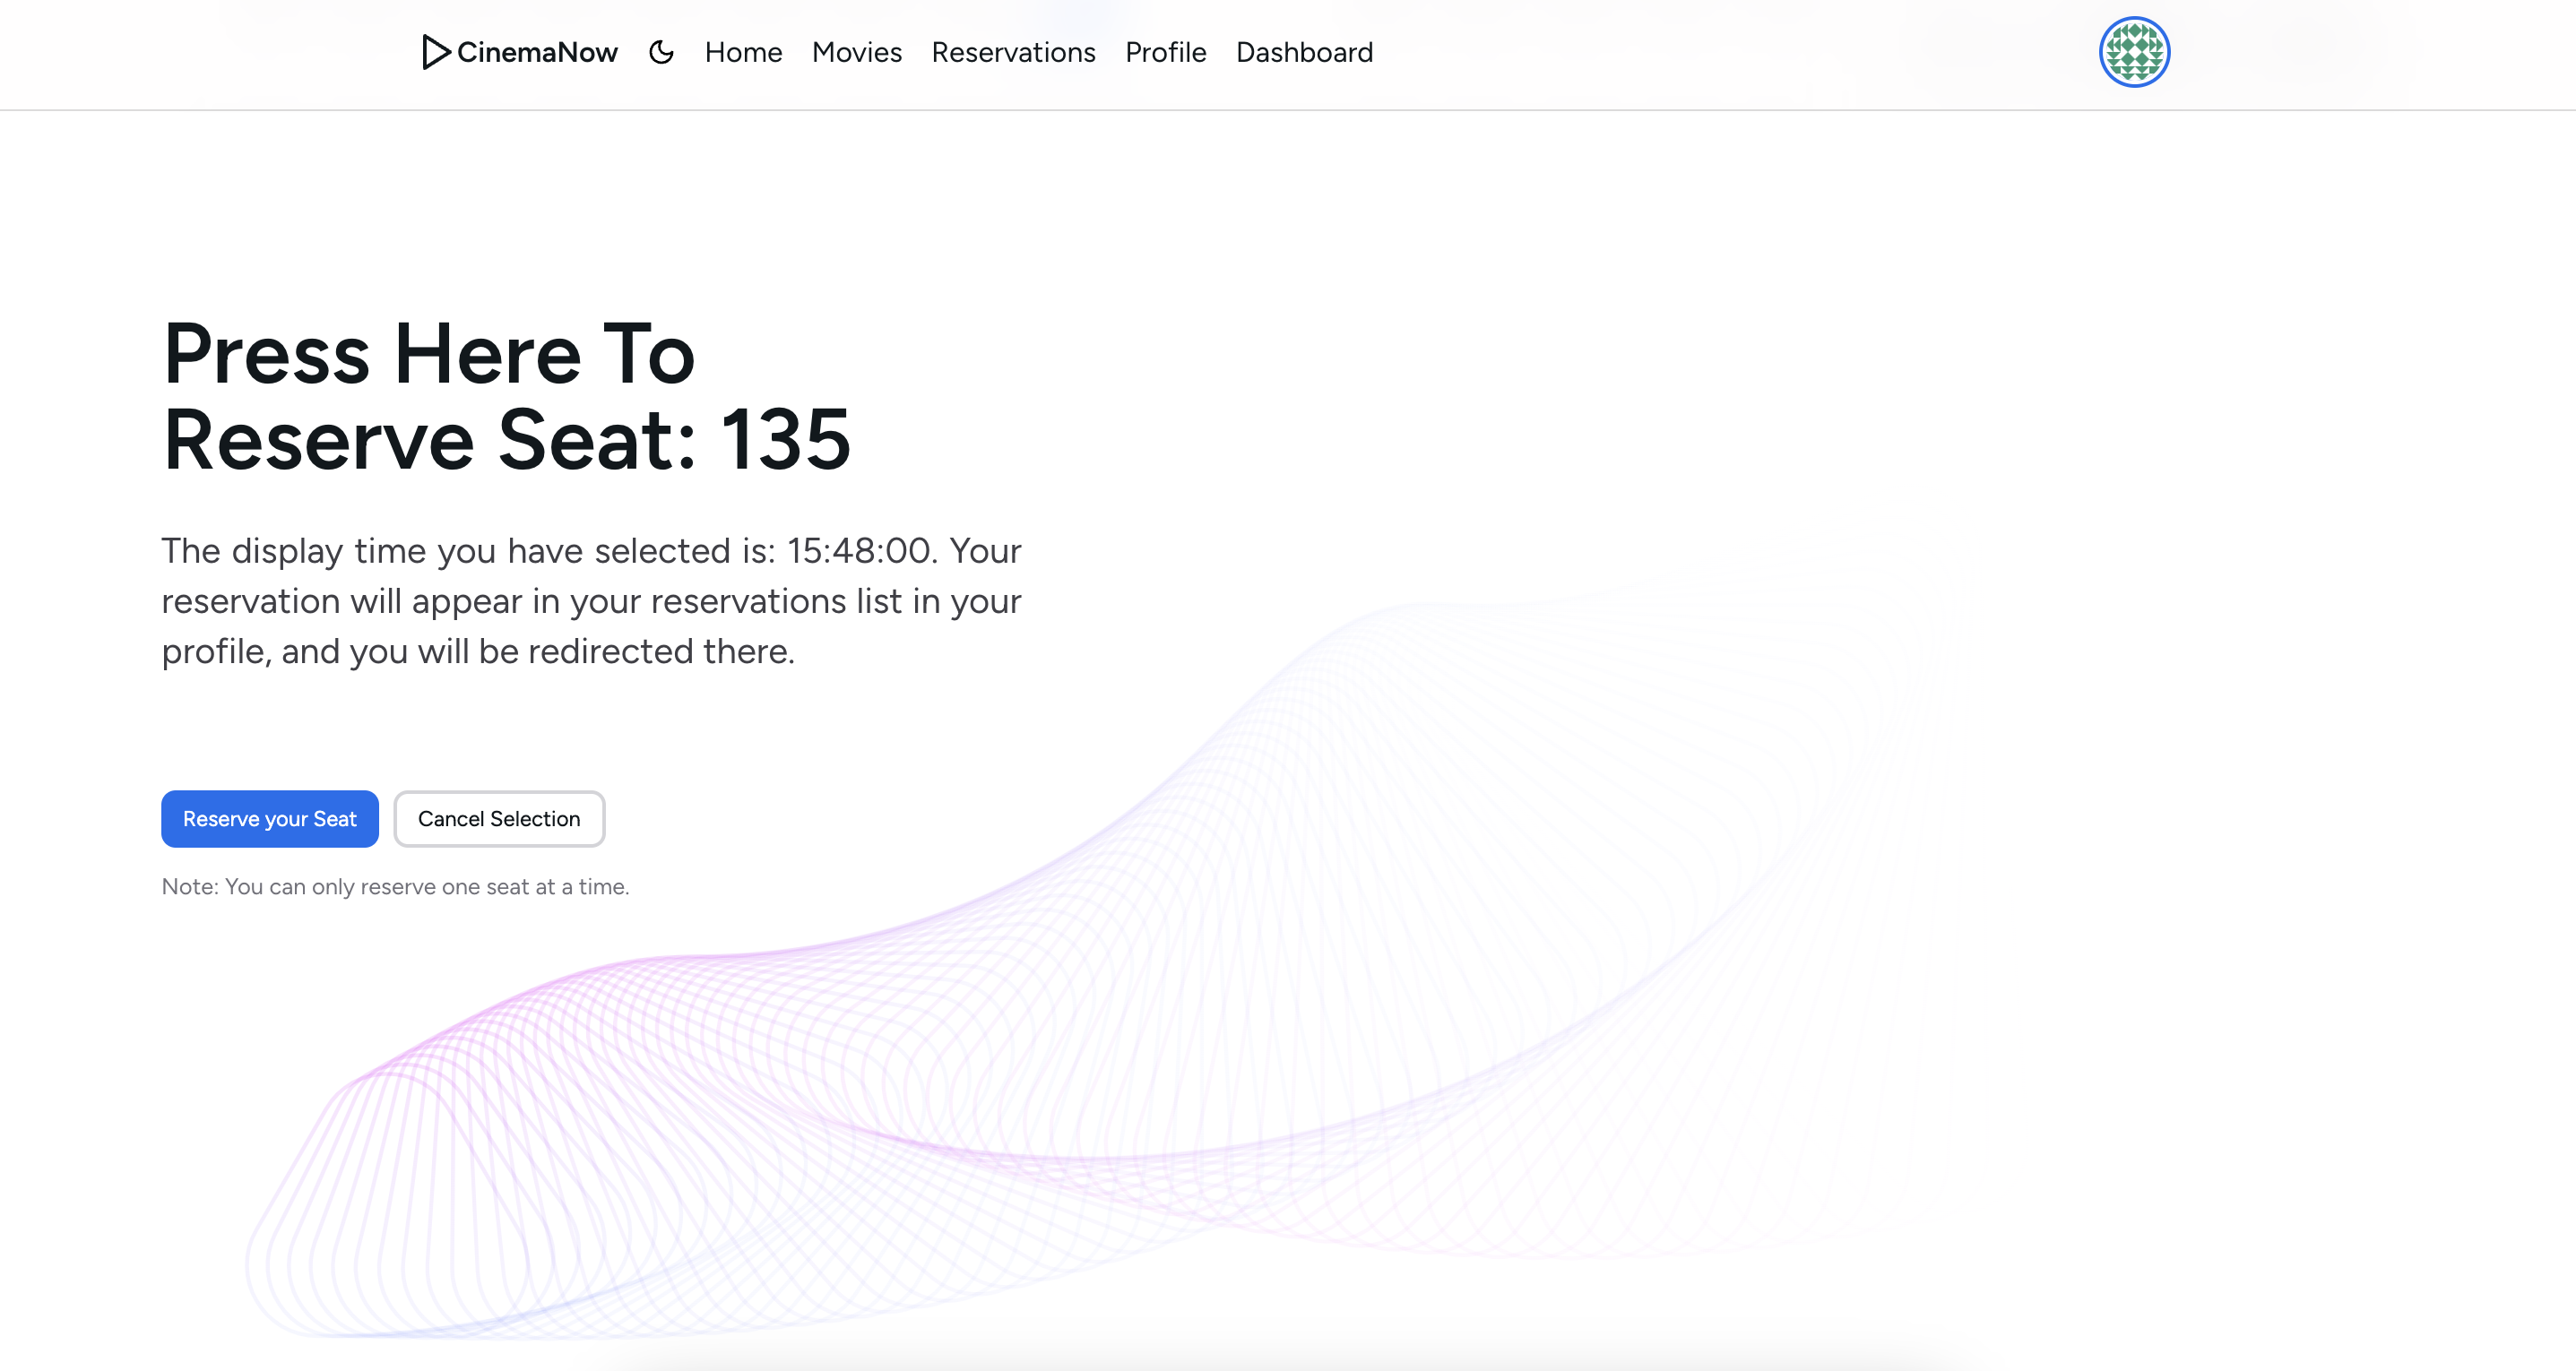 CinemaNow Home Movies Reservations Profile Dashboard
Press Here To
Reserve Seat: 135
The display time you have selected is: 15:48:00. Your
reservation will appear in your reservations list in your
profile, and you will be redirected there.
Reserve your Seat Cancel Selection
Note: You can only reserve one seat at a time.